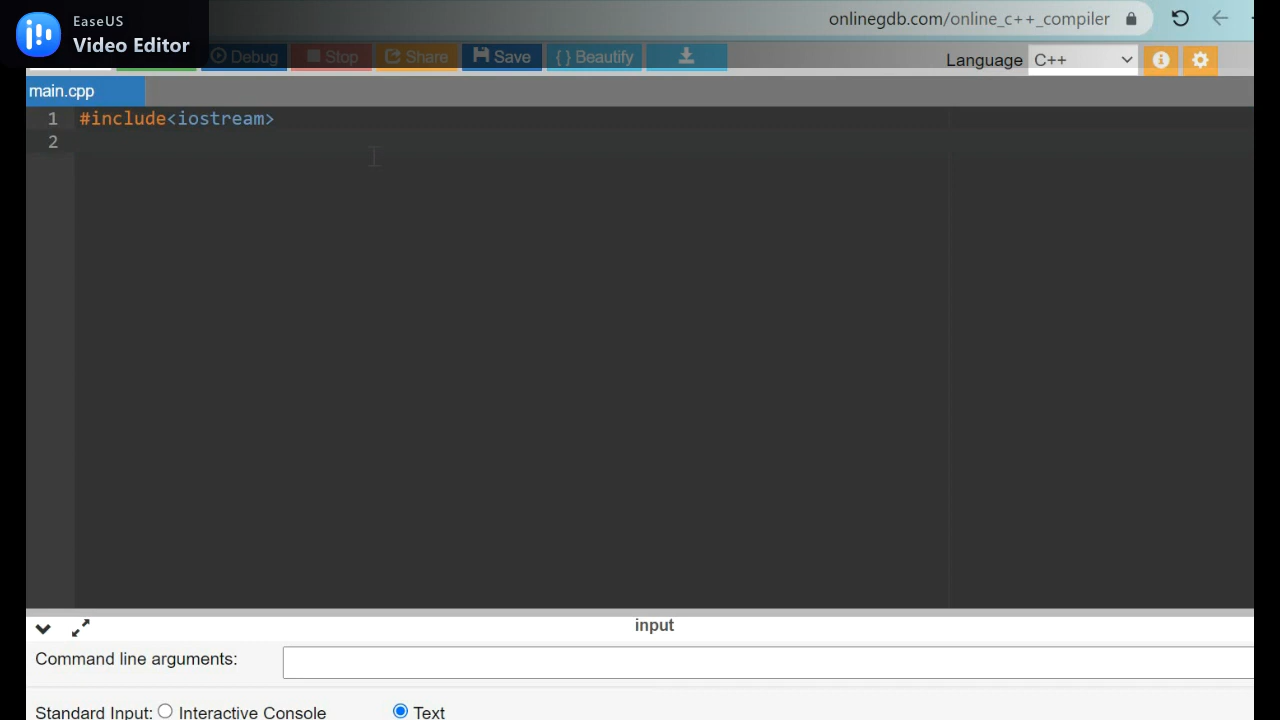 EaseUS
Video Editor
onlinegdb.com/online_c++_compiler
Debug
Stop
Share
Save
{ } Beautify
Language C++
main.cpp
1 #include<iostream>
2
input
Command line arguments:
Standard Input: Interactive Console Text